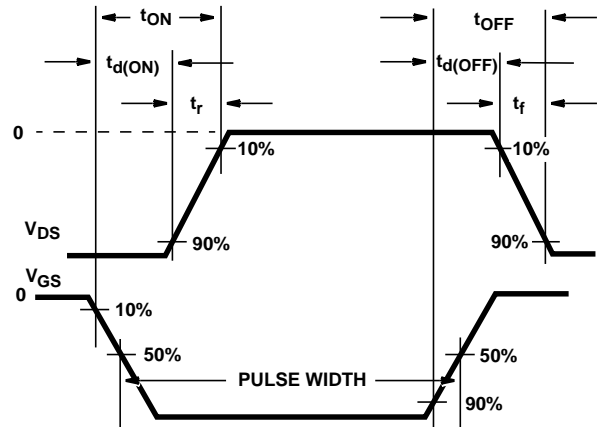 tON tOFF
td(ON) td(OFF)
tr tf
0
10% 10%
VDS 90% 90%
VGS
0
10%
50% 50%
PULSE WIDTH
90%